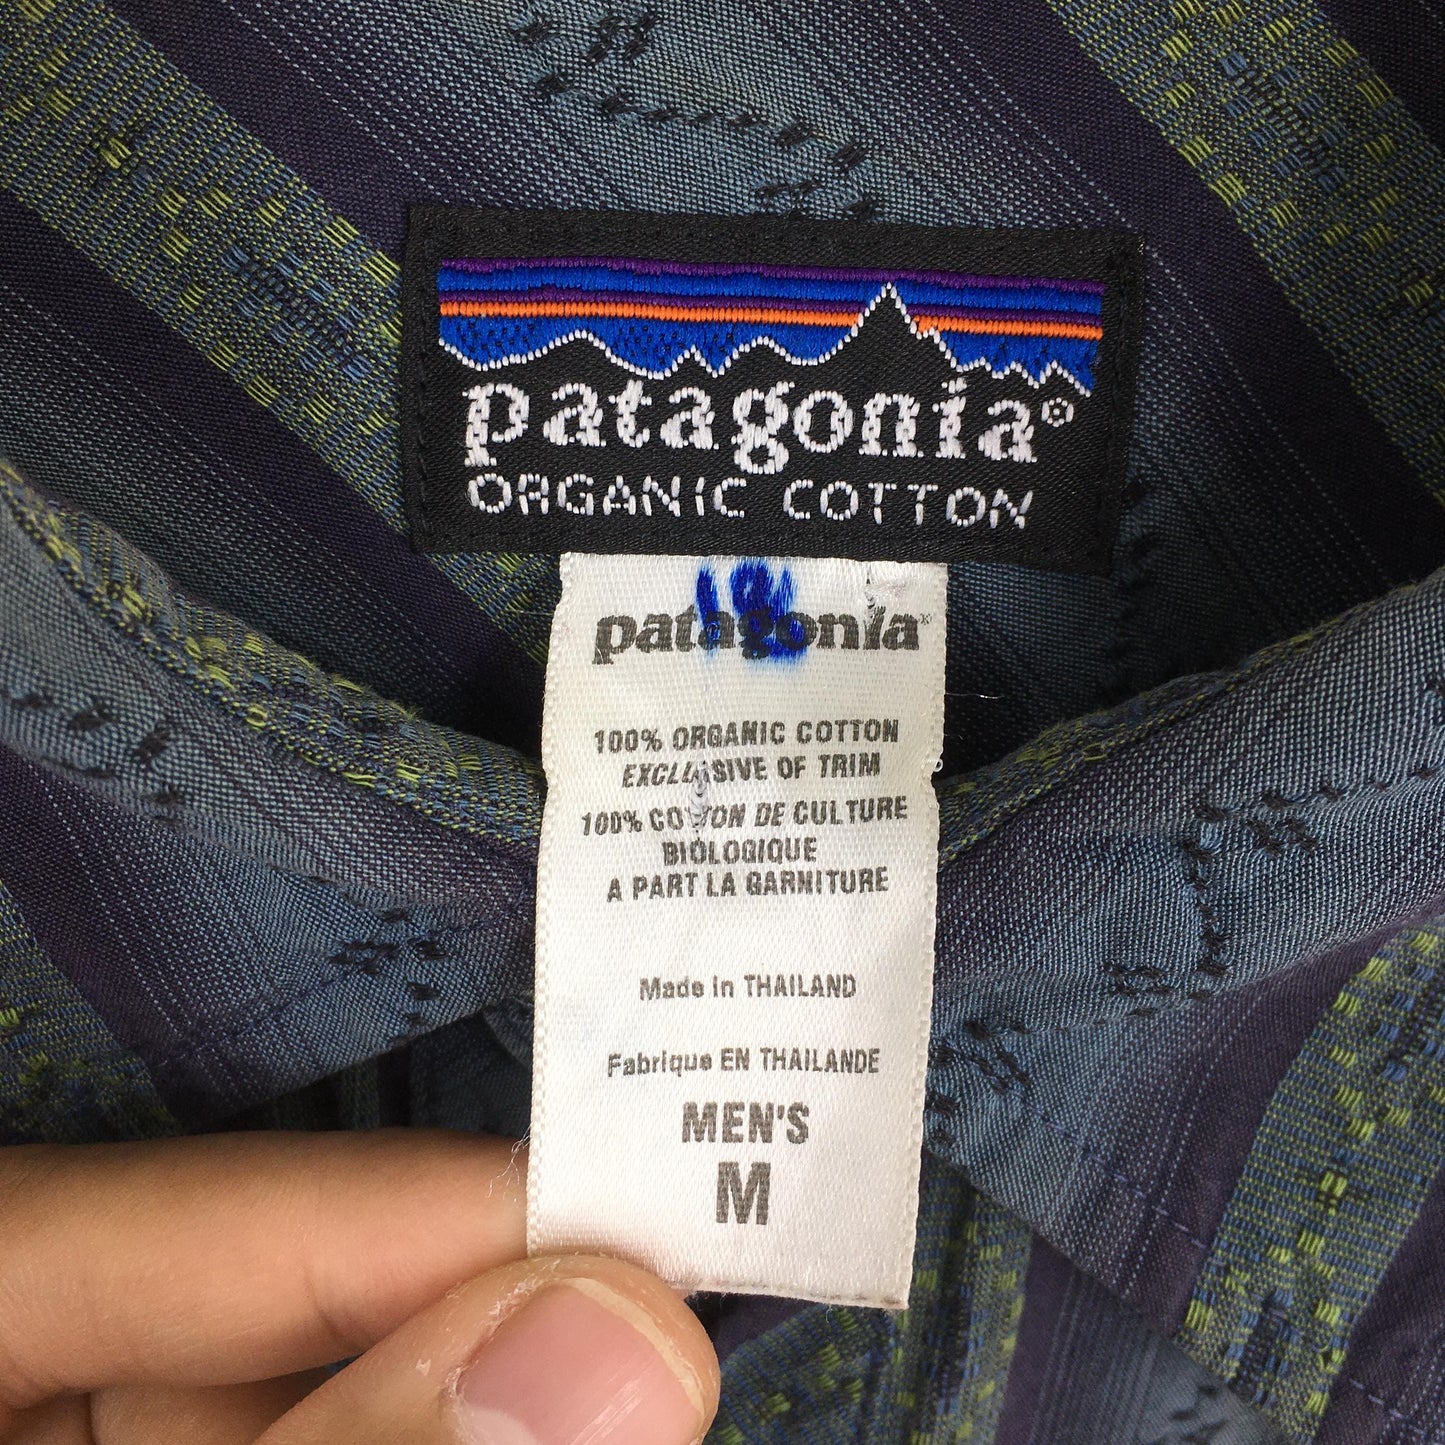 patagonia®
ORGANIC COTTON
patagonia®
100% ORGANIC COTTON
EXCLUSIVE OF TRIM
100% COTON DE CULTURE
BIOLOGIQUE
A PART LA GARNITURE
Made in THAILAND
Fabrique EN THAILANDE
MEN'S
M